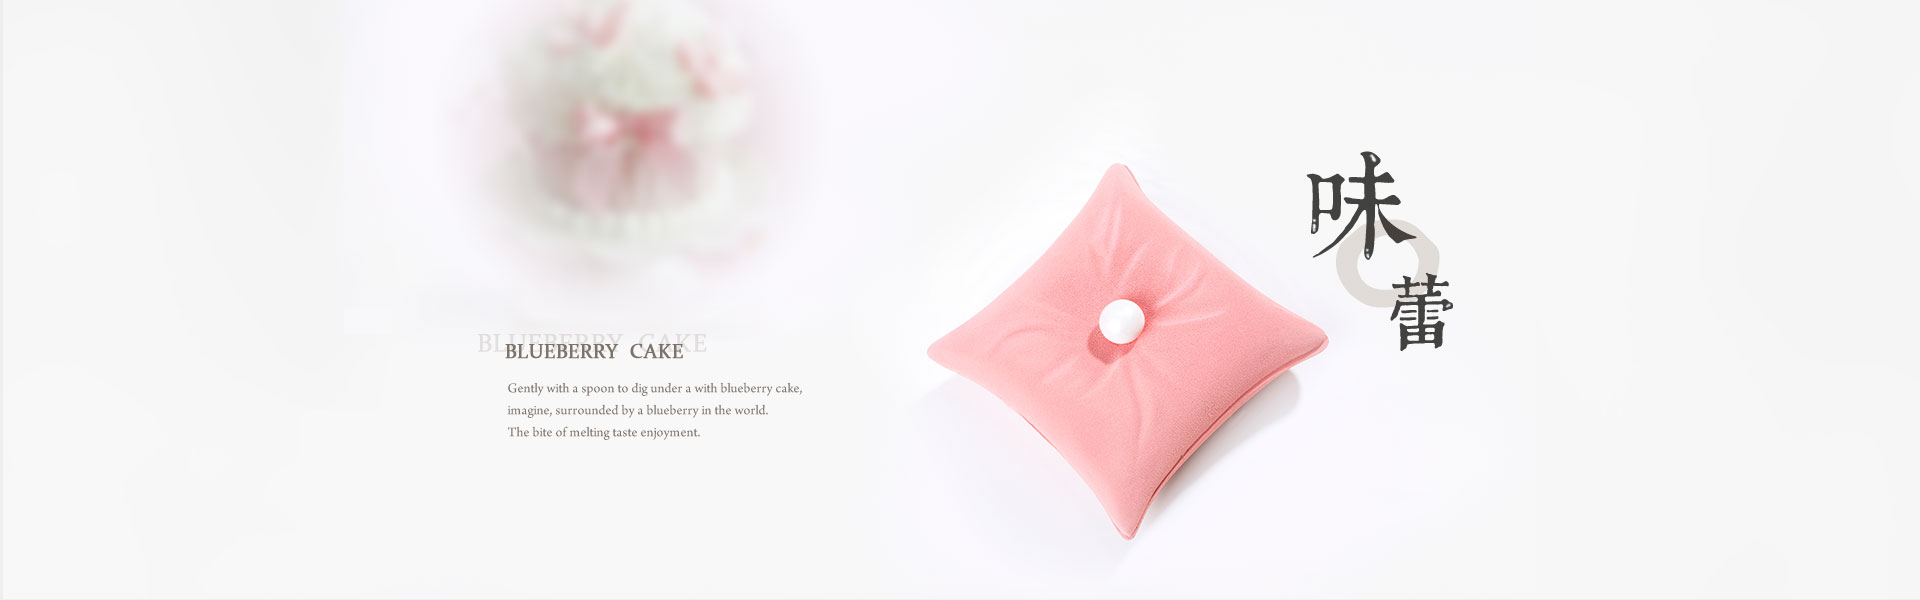 BLUEBERRY CAKE
BLUEBERRY CAKE
Gently with a spoon to dig under a with blueberry cake,
imagine, surrounded by a blueberry in the world.
The bite of melting taste enjoyment.
味
蕾